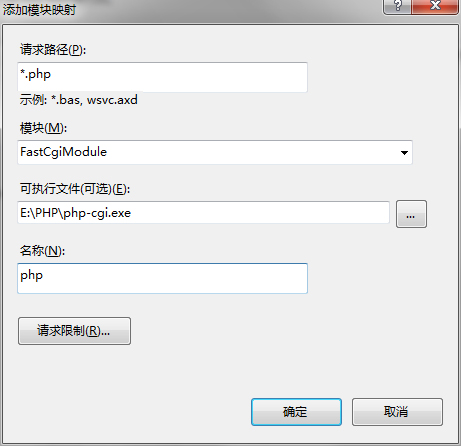 添加模块映射
请求路径(P):
*.php
示例: *.bas, wsvc.axd
模块(M):
FastCgiModule
可执行文件(可选)(E):
E:\PHP\php-cgi.exe
...
名称(N):
php
请求限制(R)...
确定 取消